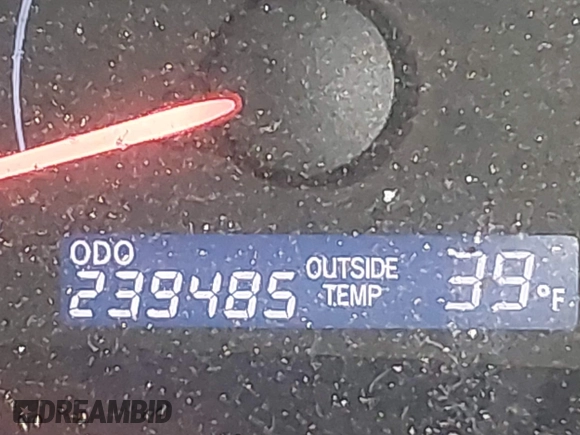 ODO
239485
OUTSIDE
TEMP
39°F
DREAMBID